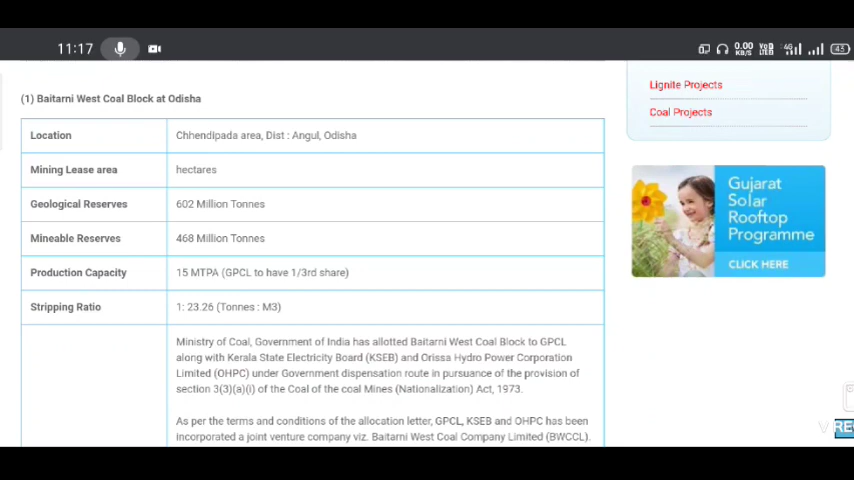 11:17
0.00
KB/S
4G
43
(1) Baitarni West Coal Block at Odisha
Location
Chhendipada area, Dist : Angul, Odisha
Mining Lease area
hectares
Geological Reserves
602 Million Tonnes
Mineable Reserves
468 Million Tonnes
Production Capacity
15 MTPA (GPCL to have 1/3rd share)
Stripping Ratio
1: 23.26 (Tonnes : M3)
Ministry of Coal, Government of India has allotted Baitarni West Coal Block to GPCL
along with Kerala State Electricity Board (KSEB) and Orissa Hydro Power Corporation
Limited (OHPC) under Government dispensation route in pursuance of the provision of
section 3(3)(a)(i) of the Coal of the coal Mines (Nationalization) Act, 1973.
As per the terms and conditions of the allocation letter, GPCL, KSEB and OHPC has been
incorporated a joint venture company viz. Baitarni West Coal Company Limited (BWCCL).
Lignite Projects
Coal Projects
Gujarat
Solar
Rooftop
Programme
CLICK HERE